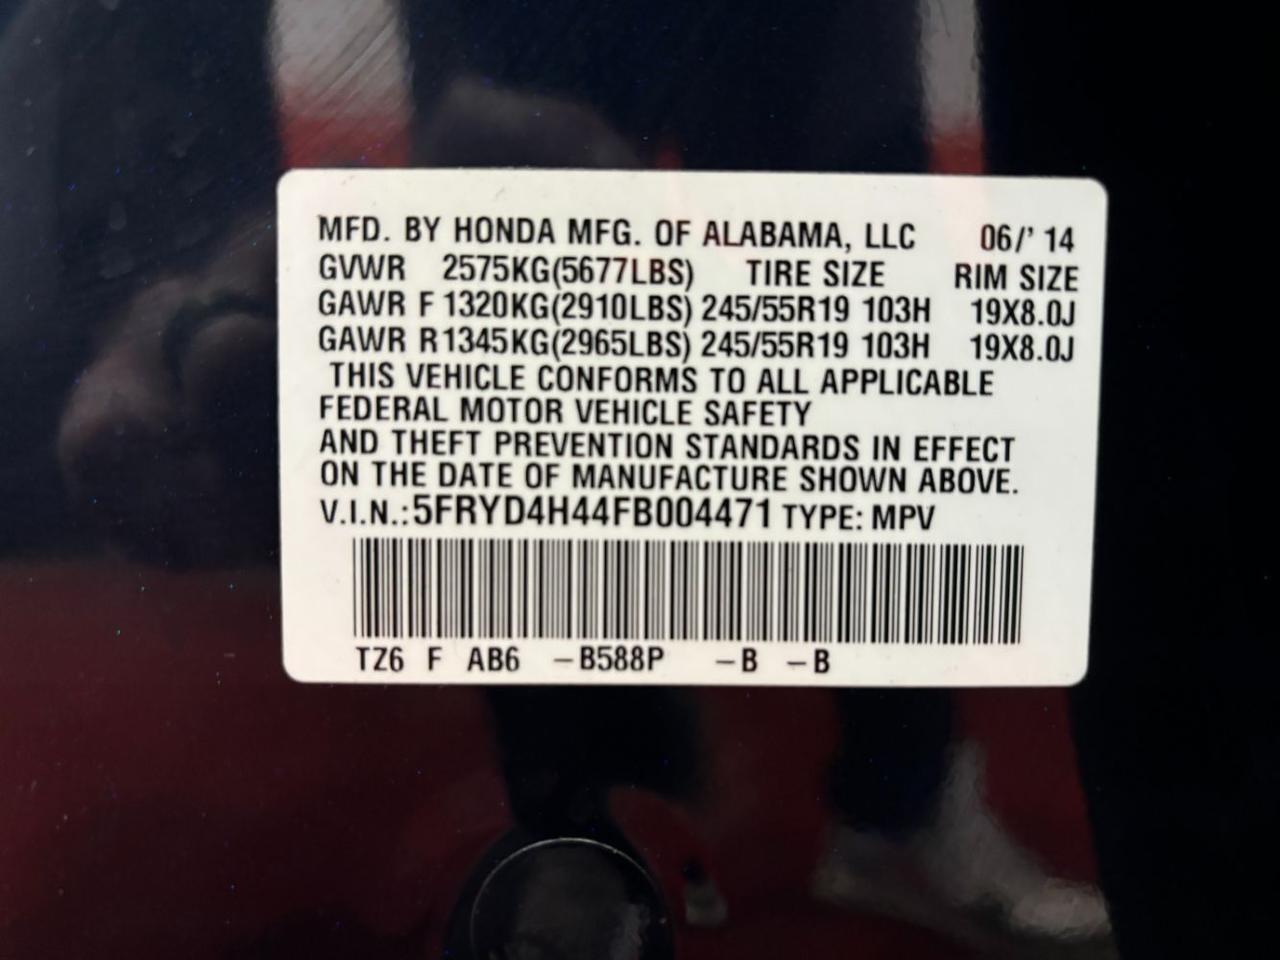 MFD. BY HONDA MFG. OF ALABAMA, LLC 06/' 14
GVWR 2575KG(5677LBS) TIRE SIZE RIM SIZE
GAWR F 1320KG(2910LBS) 245/55R19 103H 19X8.0J
GAWR R1345KG(2965LBS) 245/55R19 103H 19X8.0J
THIS VEHICLE CONFORMS TO ALL APPLICABLE
FEDERAL MOTOR VEHICLE SAFETY
AND THEFT PREVENTION STANDARDS IN EFFECT
ON THE DATE OF MANUFACTURE SHOWN ABOVE.
V.I.N.:5FRYD4H44FB004471 TYPE: MPV
TZ6 F AB6 -B588P -B -B